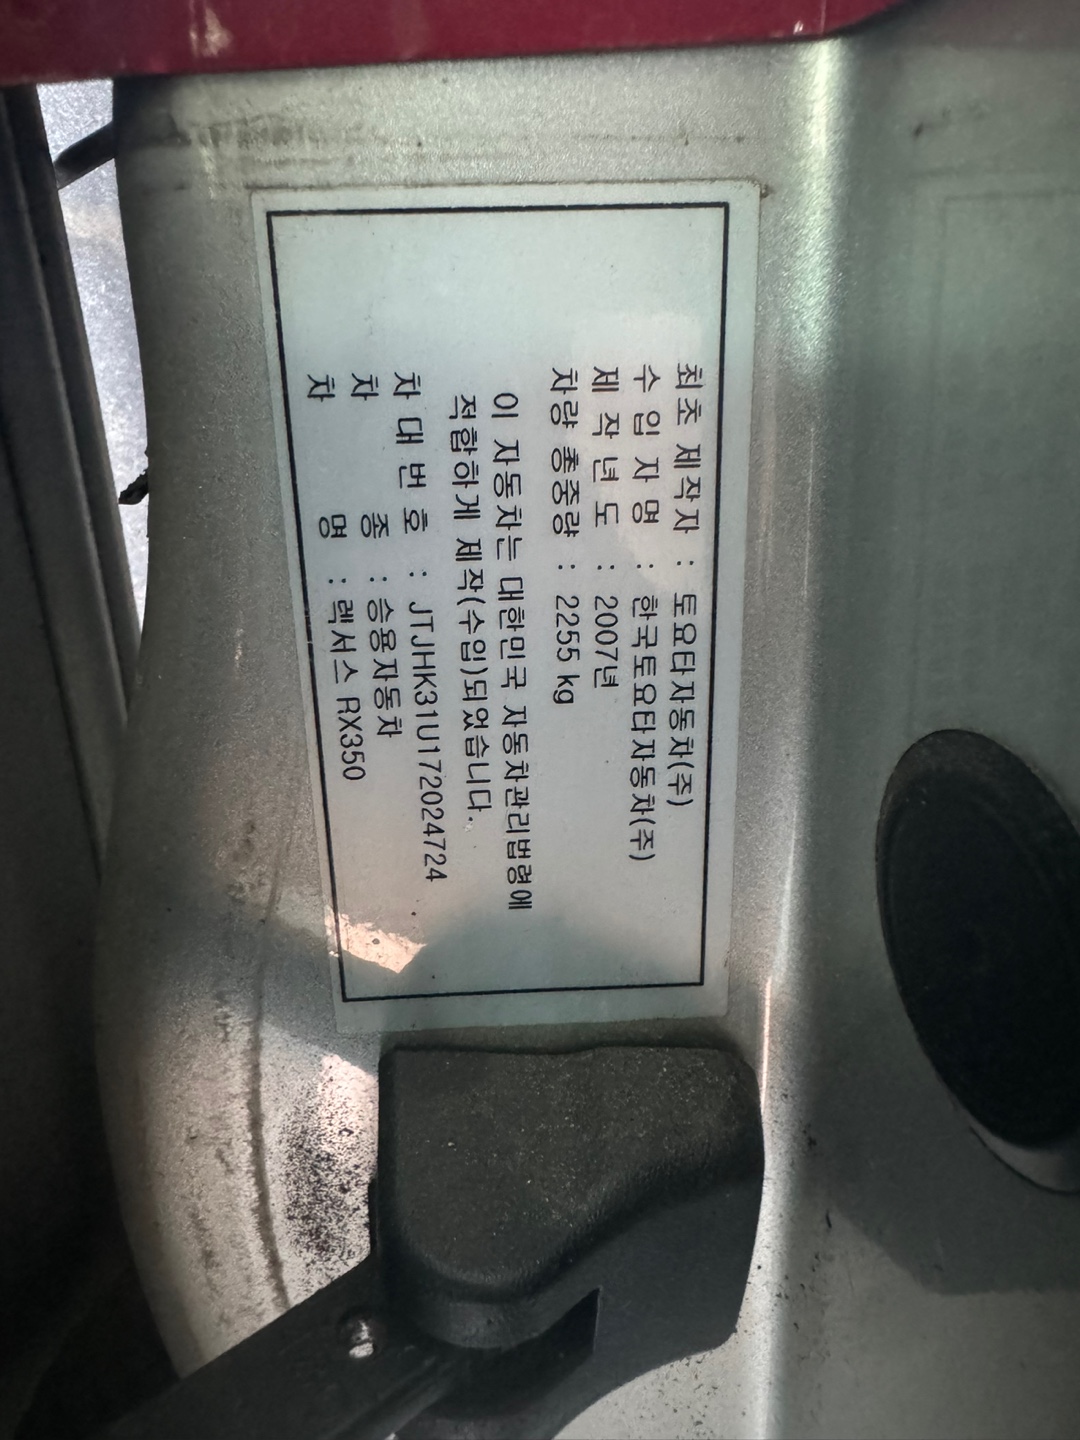 최초 제작자 : 토요타자동차(주)
수 입 자 명 : 한국토요타자동차(주)
제 작 년 도 : 2007년
차량 총중량 : 2255 kg
이 자동차는 대한민국 자동차관리법령에
적합하게 제작(수입)되었습니다.
차 대 번 호 : JTJHK31U172024724
차 종 : 승용자동차
차 명 : 렉서스 RX350